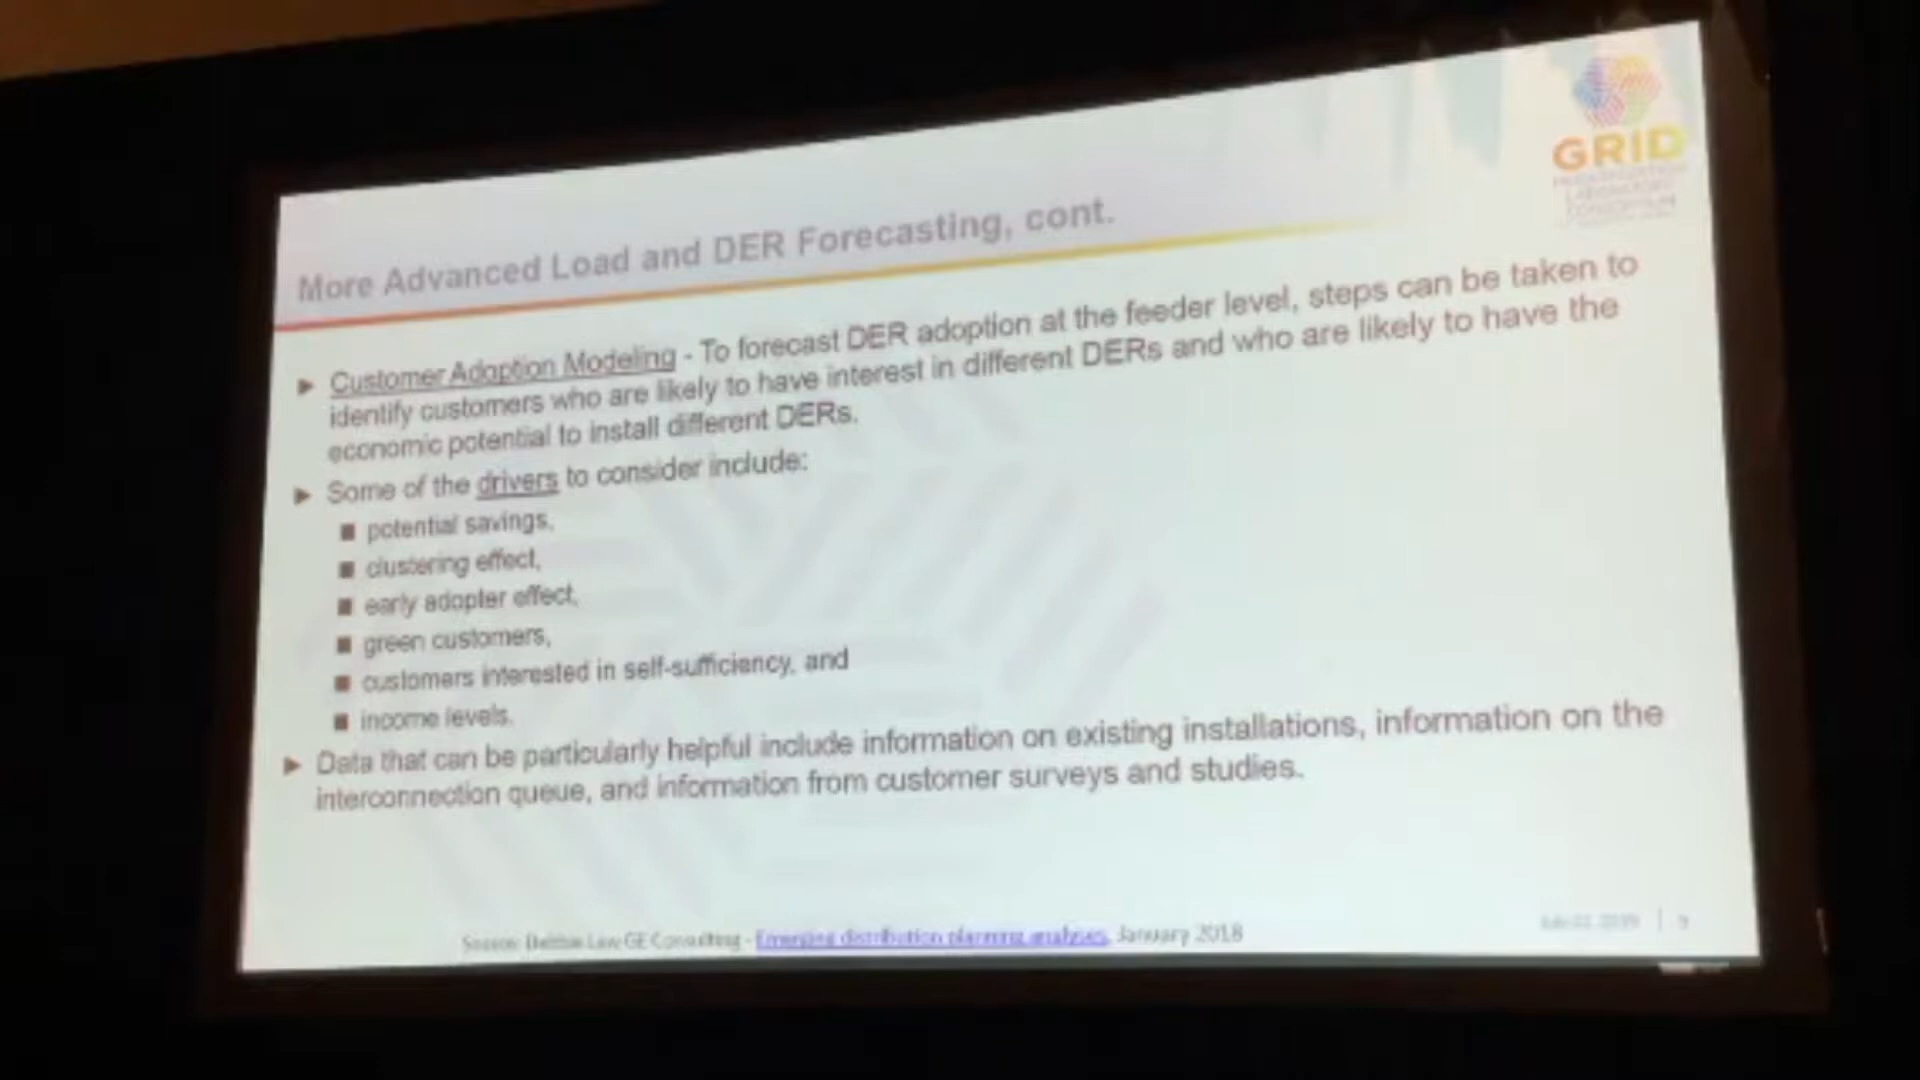 GRID
More Advanced Load and DER Forecasting, cont.
► Customer Adoption Modeling - To forecast DER adoption at the feeder level, steps can be taken to
identify customers who are likely to have interest in different DERs and who are likely to have the
economic potential to install different DERs.
► Some of the drivers to consider include:
■ potential savings,
■ clustering effect,
■ early adopter effect,
■ green customers,
■ customers interested in self-sufficiency, and
■ income levels.
► Data that can be particularly helpful include information on existing installations, information on the
interconnection queue, and information from customer surveys and studies.
Source: GE Consulting - Emerging distribution planning analyses, January 2018